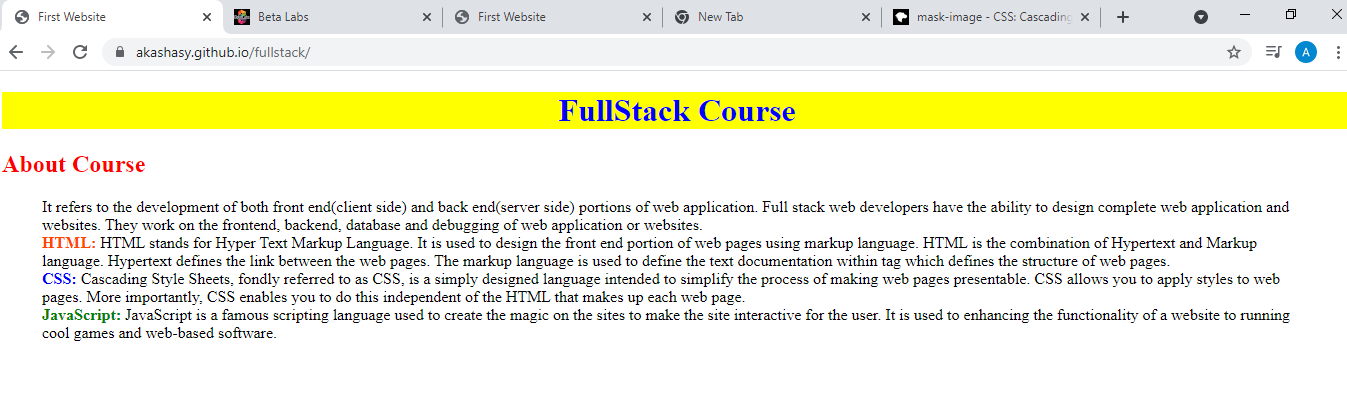 First Website
Beta Labs
First Website
New Tab
mask-image - CSS: Cascading
akashasy.github.io/fullstack/
A
FullStack Course
About Course
It refers to the development of both front end(client side) and back end(server side) portions of web application. Full stack web developers have the ability to design complete web application and
websites. They work on the frontend, backend, database and debugging of web application or websites.
HTML: HTML stands for Hyper Text Markup Language. It is used to design the front end portion of web pages using markup language. HTML is the combination of Hypertext and Markup
language. Hypertext defines the link between the web pages. The markup language is used to define the text documentation within tag which defines the structure of web pages.
CSS: Cascading Style Sheets, fondly referred to as CSS, is a simply designed language intended to simplify the process of making web pages presentable. CSS allows you to apply styles to web
pages. More importantly, CSS enables you to do this independent of the HTML that makes up each web page.
JavaScript: JavaScript is a famous scripting language used to create the magic on the sites to make the site interactive for the user. It is used to enhancing the functionality of a website to running
cool games and web-based software.